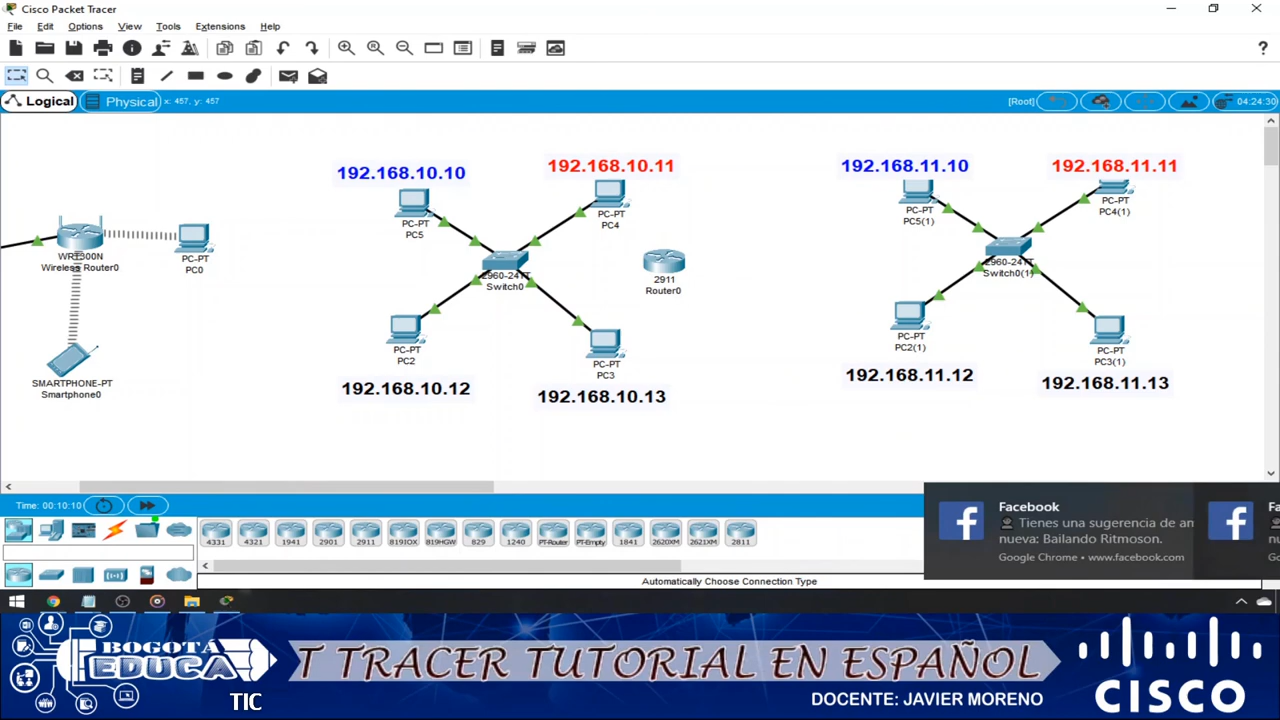 Cisco Packet Tracer
File Edit Options View Tools Extensions Help
Logical
Physical
x: 457, y: 457
[Root]
04:24:30
192.168.10.10
192.168.10.11
192.168.11.10
192.168.11.11
PC-PT
PC5
PC-PT
PC4
PC-PT
PC5(1)
PC-PT
PC4(1)
WRT300N
Wireless Router0
PC-PT
PC0
2960-24TT
Switch0
2911
Router0
2960-24TT
Switch0(1)
PC-PT
PC2
PC-PT
PC3
PC-PT
PC2(1)
PC-PT
PC3(1)
SMARTPHONE-PT
Smartphone0
192.168.10.12
192.168.10.13
192.168.11.12
192.168.11.13
Time: 00:10:10
Facebook
Tienes una sugerencia de am
nueva: Bailando Ritmoson.
Google Chrome • www.facebook.com
Fa
nu
Go
4331 4321 1941 2901 2911 819IOX 819HGW 829 1240 PT-Router PT-Empty 1841 2620XM 2621XM 2811
Automatically Choose Connection Type
BOGOTÁ
EDUCA
TIC
T TRACER TUTORIAL EN ESPAÑOL
DOCENTE: JAVIER MORENO
CISCO